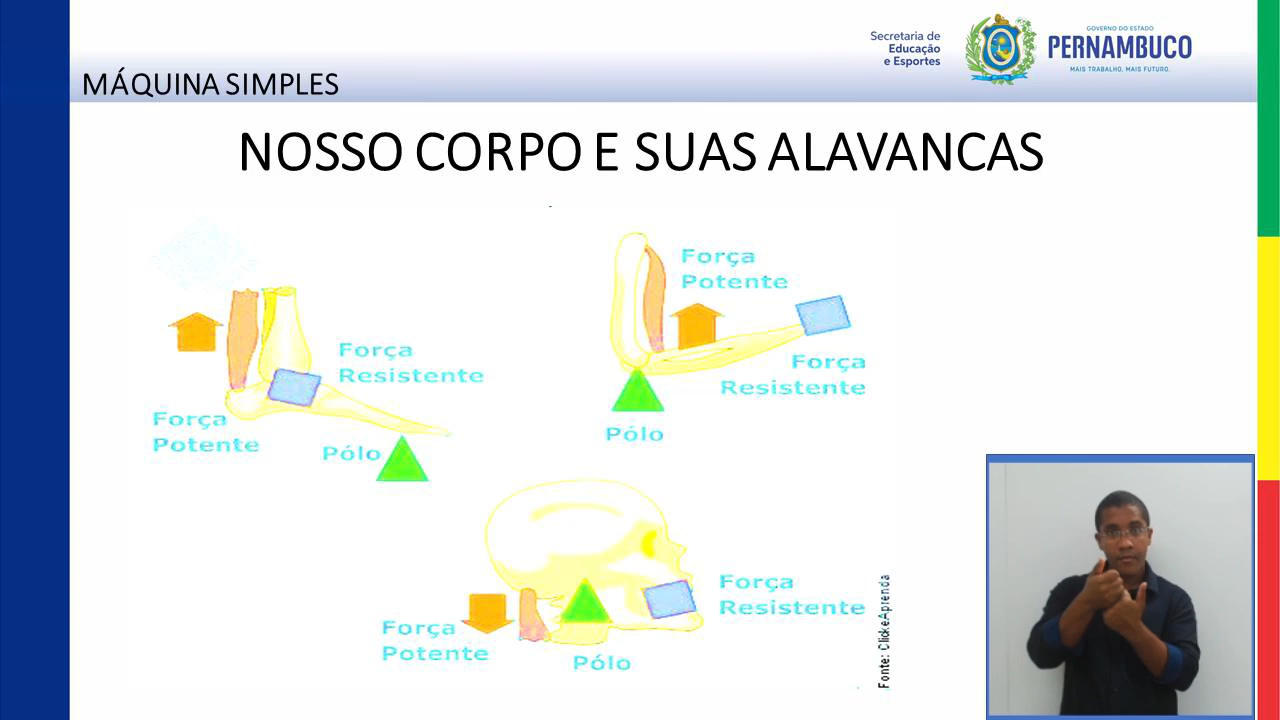 Secretaria de
Educação
e Esportes
GOVERNO DO ESTADO
PERNAMBUCO
MAIS TRABALHO, MAIS FUTURO.
MÁQUINA SIMPLES
NOSSO CORPO E SUAS ALAVANCAS
Força
Potente
Força
Resistente
Pólo
Força
Potente
Força
Resistente
Pólo
Força
Potente
Força
Resistente
Pólo
Fonte: ClickeAprenda